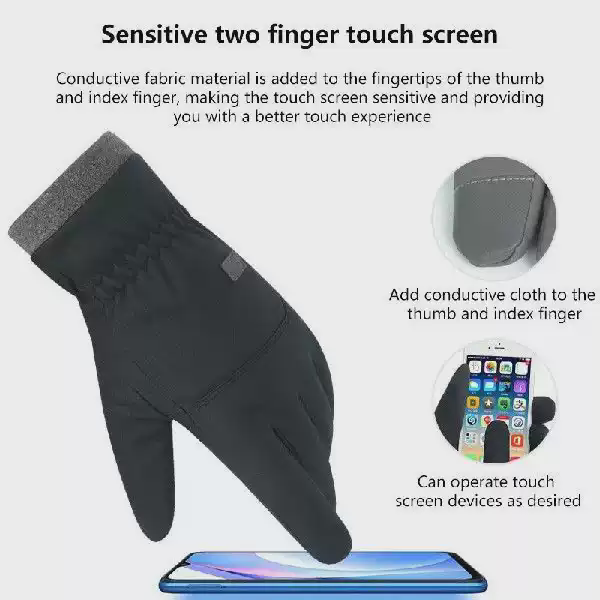 Sensitive two finger touch screen
Conductive fabric material is added to the fingertips of the thumb
and index finger, making the touch screen sensitive and providing
you with a better touch experience
Add conductive cloth to the
thumb and index finger
Can operate touch
screen devices as desired